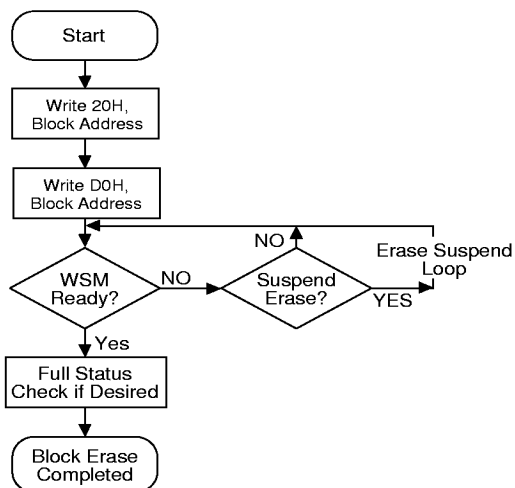 Start
Write 20H,
Block Address
Write D0H,
Block Address
NO
Erase Suspend
Loop
WSM
Ready?
NO
Suspend
Erase?
YES
Yes
Full Status
Check if Desired
Block Erase
Completed